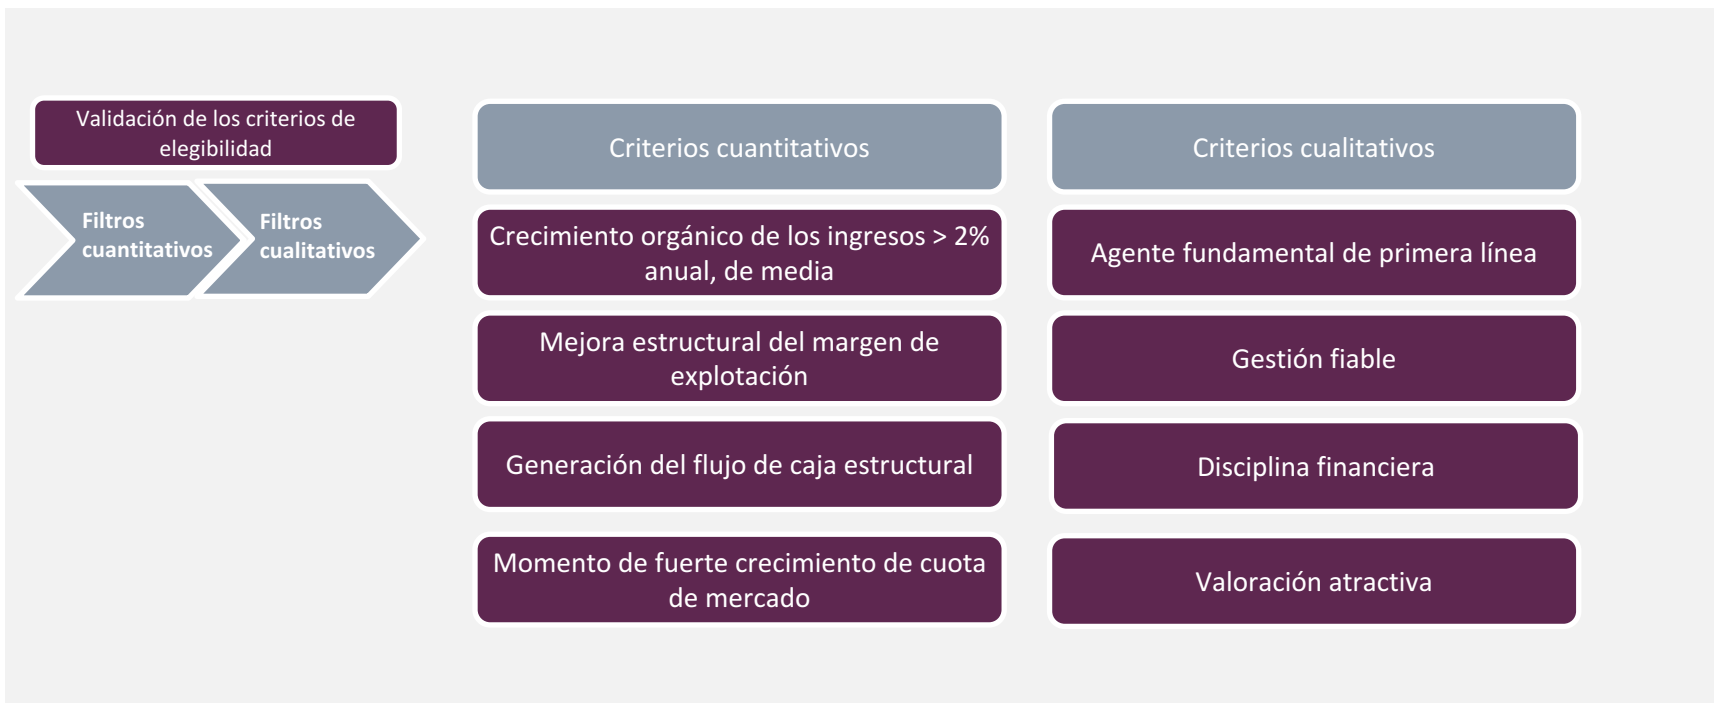 Validación de los criterios de
elegibilidad
Filtros
cuantitativos
Filtros
cualitativos
Criterios cuantitativos
Crecimiento orgánico de los ingresos > 2%
anual, de media
Mejora estructural del margen de
explotación
Generación del flujo de caja estructural
Momento de fuerte crecimiento de cuota
de mercado
Criterios cualitativos
Agente fundamental de primera línea
Gestión fiable
Disciplina financiera
Valoración atractiva